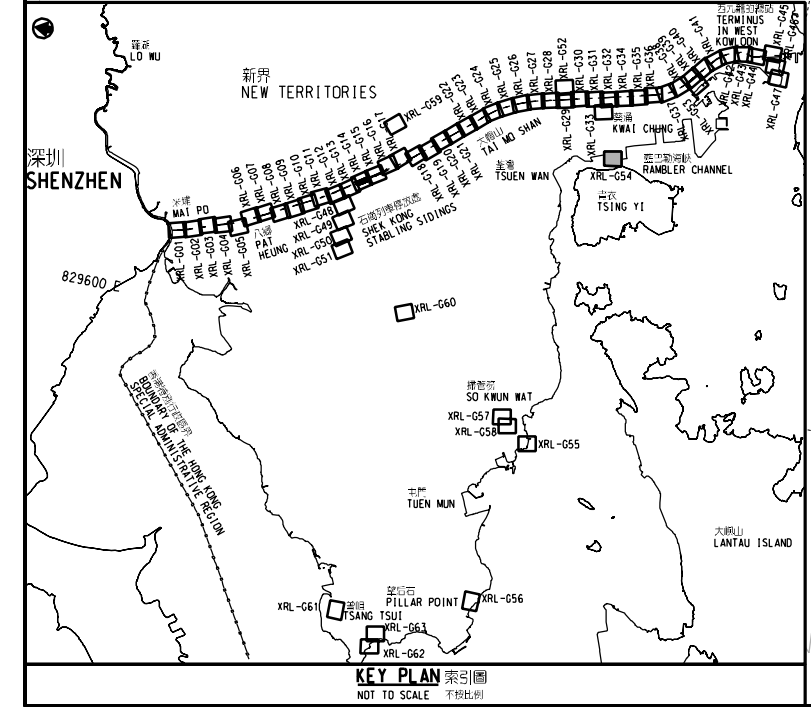 西九龍的總站
TERMINUS
IN WEST
KOWLOON
羅湖
LO WU
新界
NEW TERRITORIES
深圳
SHENZHEN
米埔
MAI PO
八鄉
PAT
HEUNG
石崗列車停放處
SHEK KONG
STABLING SIDINGS
大帽山
TAI MO SHAN
荃灣
TSUEN WAN
葵涌
KWAI CHUNG
藍巴勒海峽
RAMBLER CHANNEL
青衣
TSING YI
XRL-G01
XRL-G02
XRL-G03
XRL-G04
XRL-G05
XRL-G06
XRL-G07
XRL-G08
XRL-G09
XRL-G10
XRL-G11
XRL-G12
XRL-G13
XRL-G14
XRL-G15
XRL-G16
XRL-G17
XRL-G59
XRL-G18
XRL-G19
XRL-G20
XRL-G21
XRL-G22
XRL-G23
XRL-G24
XRL-G25
XRL-G26
XRL-G27
XRL-G28
XRL-G52
XRL-G29
XRL-G30
XRL-G31
XRL-G32
XRL-G33
XRL-G34
XRL-G35
XRL-G36
XRL-G37
XRL-G40
XRL-G41
XRL-G53
XRL-G42
XRL-G43
XRL-G44
XRL-G45
XRL-G46
XRL-G47
XRL-G48
XRL-G49
XRL-G50
XRL-G51
XRL-G54
829600
XRL-G60
香港特別行政區界
BOUNDARY OF THE HONG KONG
SPECIAL ADMINISTRATIVE REGION
掃管笏
SO KWUN WAT
XRL-G57
XRL-G58
XRL-G55
屯門
TUEN MUN
大嶼山
LANTAU ISLAND
望后石
PILLAR POINT
XRL-G56
XRL-G61
曾咀
TSANG TSUI
XRL-G63
XRL-G62
KEY PLAN 索引圖
NOT TO SCALE 不按比例